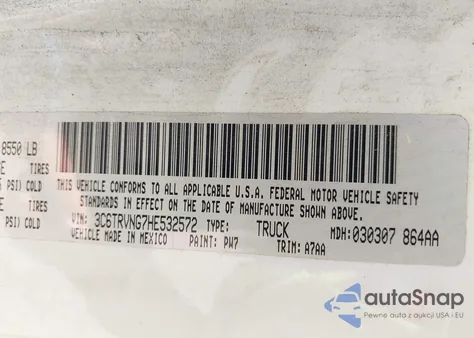 8550 LB
E TIRES
PSI) COLD
E TIRES
PSI) COLD
THIS VEHICLE CONFORMS TO ALL APPLICABLE U.S.A. FEDERAL MOTOR VEHICLE SAFETY
STANDARDS IN EFFECT ON THE DATE OF MANUFACTURE SHOWN ABOVE.
VIN: 3C6TRVNG7HE532572 TYPE: TRUCK MDH: 030307 864AA
VEHICLE MADE IN MEXICO PAINT: PW7 TRIM: A7AA
autoSnap
Pewne auta z aukcji USA i EU